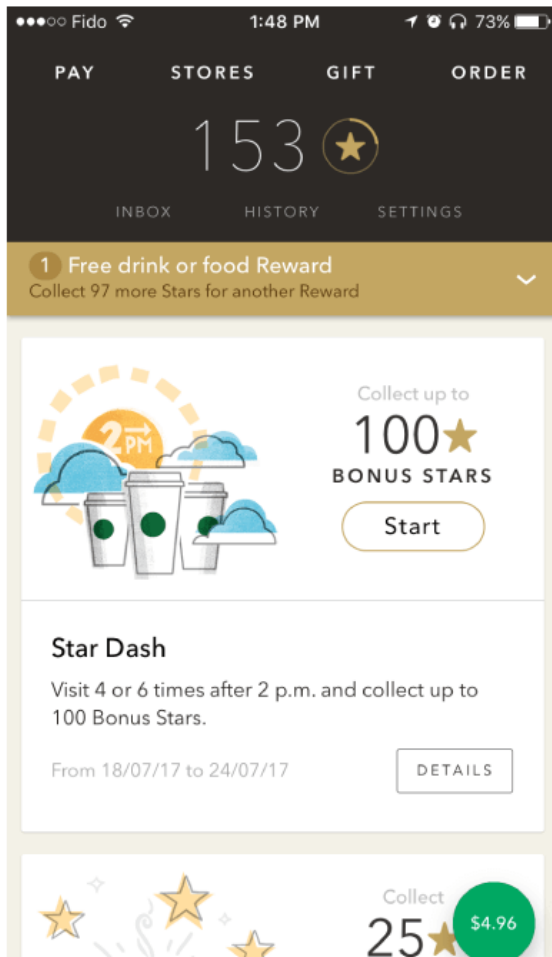 Fido 1:48 PM 73%
PAY STORES GIFT ORDER
153
INBOX HISTORY SETTINGS
1 Free drink or food Reward
Collect 97 more Stars for another Reward
2 PM
Collect up to
100
BONUS STARS
Start
Star Dash
Visit 4 or 6 times after 2 p.m. and collect up to
100 Bonus Stars.
From 18/07/17 to 24/07/17 DETAILS
Collect
25
$4.96